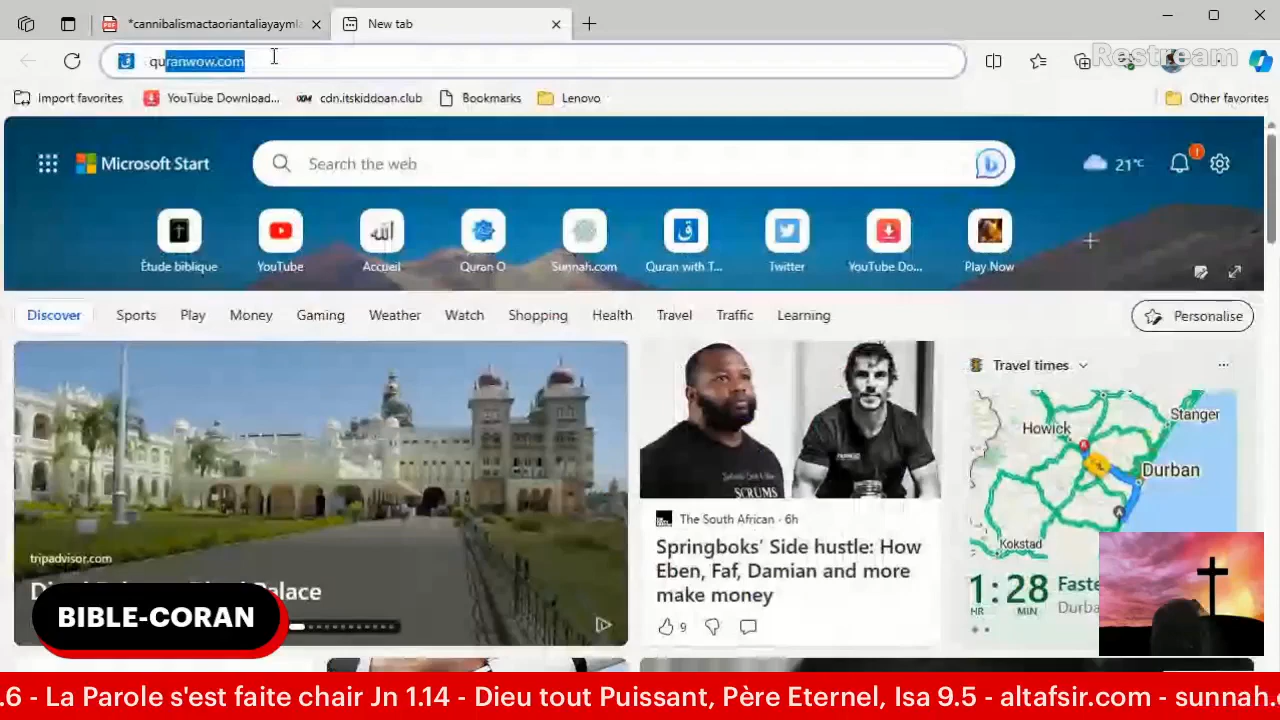 *cannibalismactaoriantaliayaymla
New tab
quranwow.com
Restream
Import favorites
YouTube Download...
cdn.itskiddoan.club
Bookmarks
Lenovo
Other favorites
Microsoft Start
Search the web
21°C
Étude biblique
YouTube
Accueil
Quran O
Sunnah.com
Quran with T...
Twitter
YouTube Do...
Play Now
Discover
Sports
Play
Money
Gaming
Weather
Watch
Shopping
Health
Travel
Traffic
Learning
Personalise
tripadvisor.com
alace
SCRUMS
The South African · 6h
Springboks' Side hustle: How
Eben, Faf, Damian and more
make money
9
Travel times
Stanger
Howick
Durban
Kokstad
1:28
HR MIN
Faste
Durba
BIBLE-CORAN
.6 - La Parole s'est faite chair Jn 1.14 - Dieu tout Puissant, Père Eternel, Isa 9.5 - altafsir.com - sunnah.